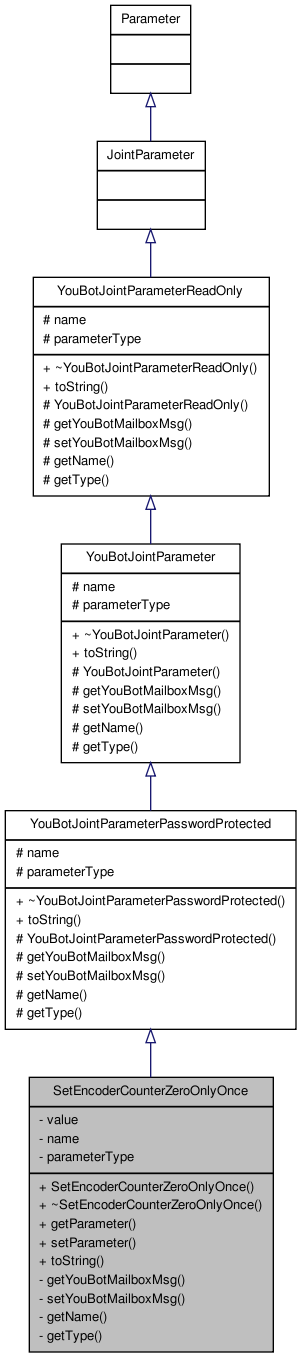 Parameter
JointParameter
YouBotJointParameterReadOnly
# name
# parameterType
+ ~YouBotJointParameterReadOnly()
+ toString()
# YouBotJointParameterReadOnly()
# getYouBotMailboxMsg()
# setYouBotMailboxMsg()
# getName()
# getType()
YouBotJointParameter
# name
# parameterType
+ ~YouBotJointParameter()
+ toString()
# YouBotJointParameter()
# getYouBotMailboxMsg()
# setYouBotMailboxMsg()
# getName()
# getType()
YouBotJointParameterPasswordProtected
# name
# parameterType
+ ~YouBotJointParameterPasswordProtected()
+ toString()
# YouBotJointParameterPasswordProtected()
# getYouBotMailboxMsg()
# setYouBotMailboxMsg()
# getName()
# getType()
SetEncoderCounterZeroOnlyOnce
- value
- name
- parameterType
+ SetEncoderCounterZeroOnlyOnce()
+ ~SetEncoderCounterZeroOnlyOnce()
+ getParameter()
+ setParameter()
+ toString()
- getYouBotMailboxMsg()
- setYouBotMailboxMsg()
- getName()
- getType()